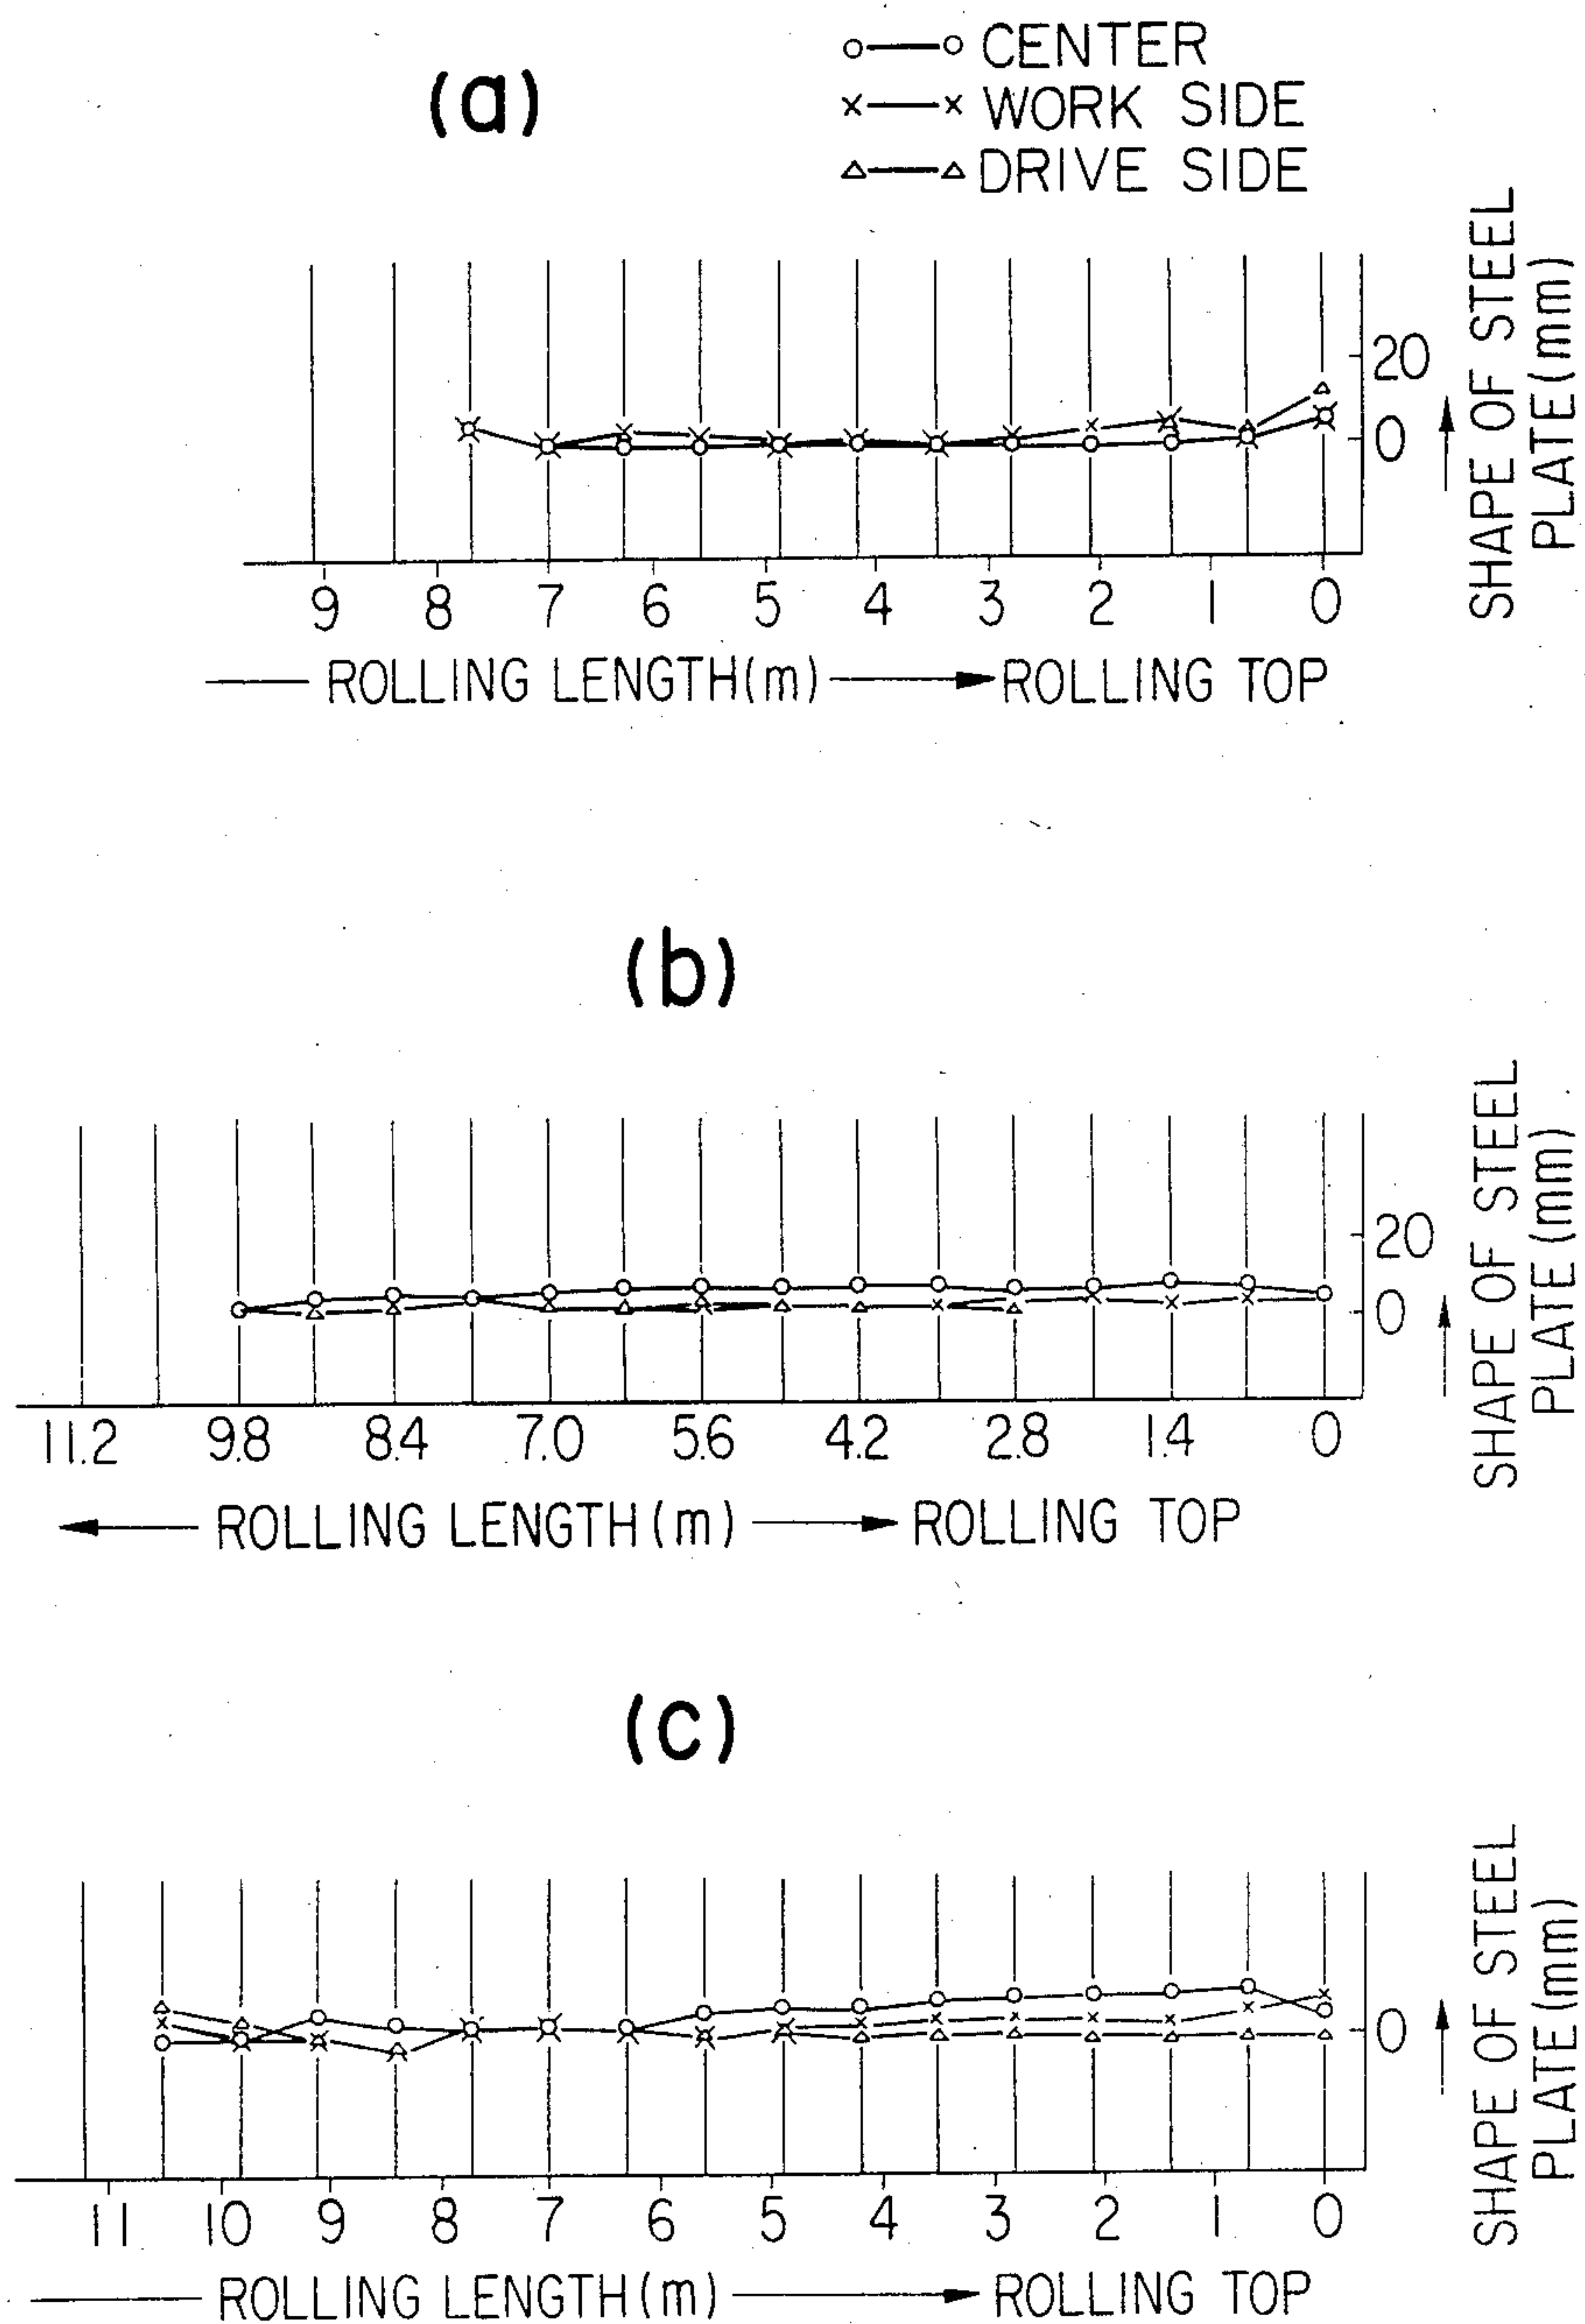 (a)
CENTER
WORK SIDE
DRIVE SIDE
SHAPE OF STEEL
PLATE (mm)
20
0
9 8 7 6 5 4 3 2 1 0
ROLLING LENGTH(m) ROLLING TOP
(b)
SHAPE OF STEEL
PLATE (mm)
20
0
11.2 9.8 8.4 7.0 5.6 4.2 2.8 1.4 0
ROLLING LENGTH (m) ROLLING TOP
(c)
SHAPE OF STEEL
PLATE (mm)
0
11 10 9 8 7 6 5 4 3 2 1 0
ROLLING LENGTH (m) ROLLING TOP